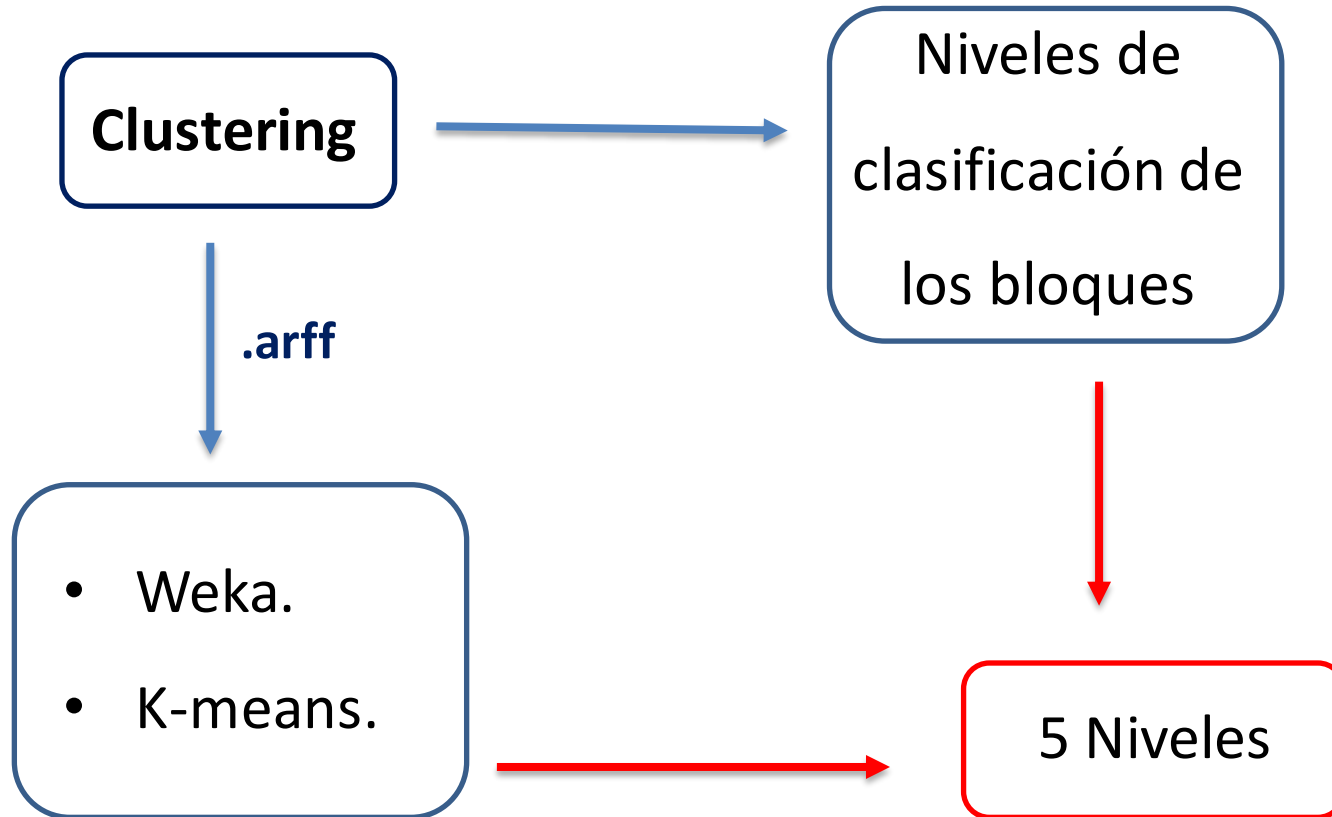 Clustering
Niveles de
clasificación de
los bloques
.arff
• Weka.
• K-means.
5 Niveles